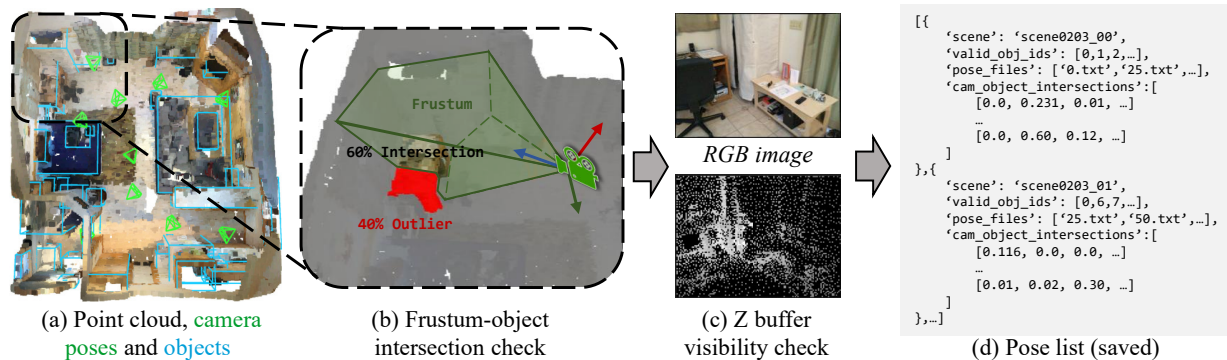 Frustum
60% Intersection
40% Outlier
RGB image
[{
'scene': 'scene0203_00',
'valid_obj_ids': [0,1,2,…],
'pose_files': ['0.txt','25.txt',…],
'cam_object_intersections':[
[0.0, 0.231, 0.01, …]
…
[0.0, 0.60, 0.12, …]
]
},{
'scene': 'scene0203_01',
'valid_obj_ids': [0,6,7,…],
'pose_files': ['25.txt','50.txt',…],
'cam_object_intersections':[
[0.116, 0.0, 0.0, …]
…
[0.01, 0.02, 0.30, …]
]
},…]
(a) Point cloud, camera
poses and objects
(b) Frustum-object
intersection check
(c) Z buffer
visibility check
(d) Pose list (saved)